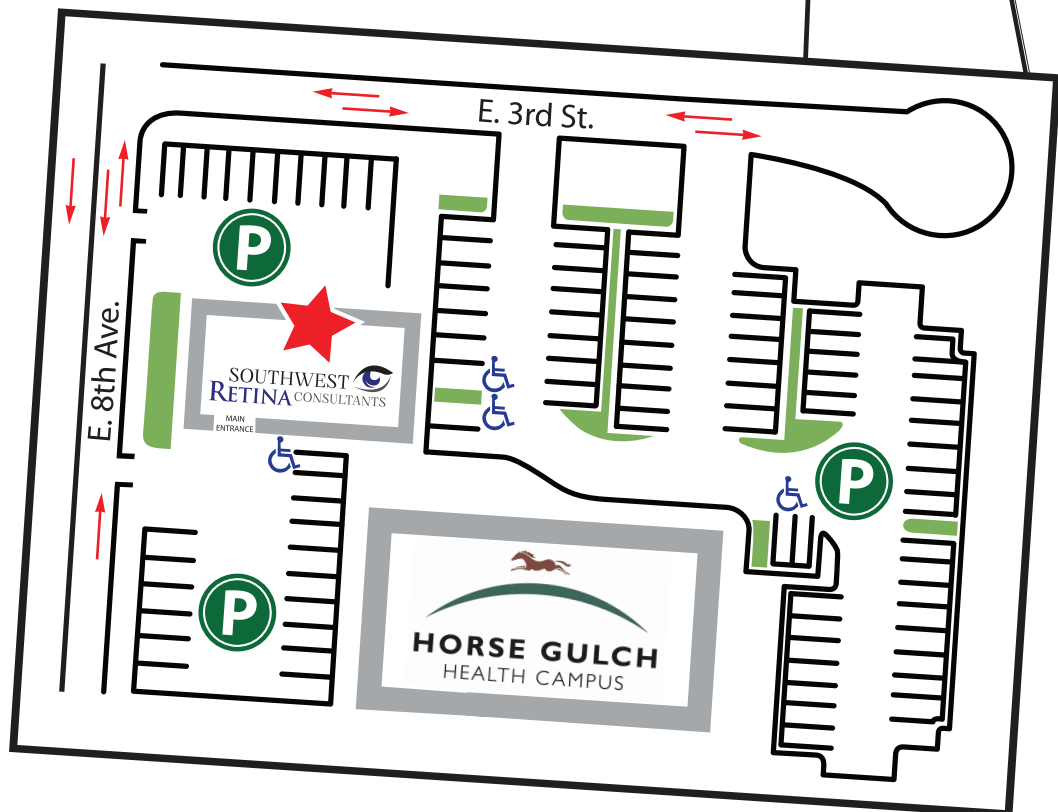 E. 3rd St.
P
E. 8th Ave.
SOUTHWEST
RETINA CONSULTANTS
MAIN
ENTRANCE
P
P
HORSE GULCH
HEALTH CAMPUS